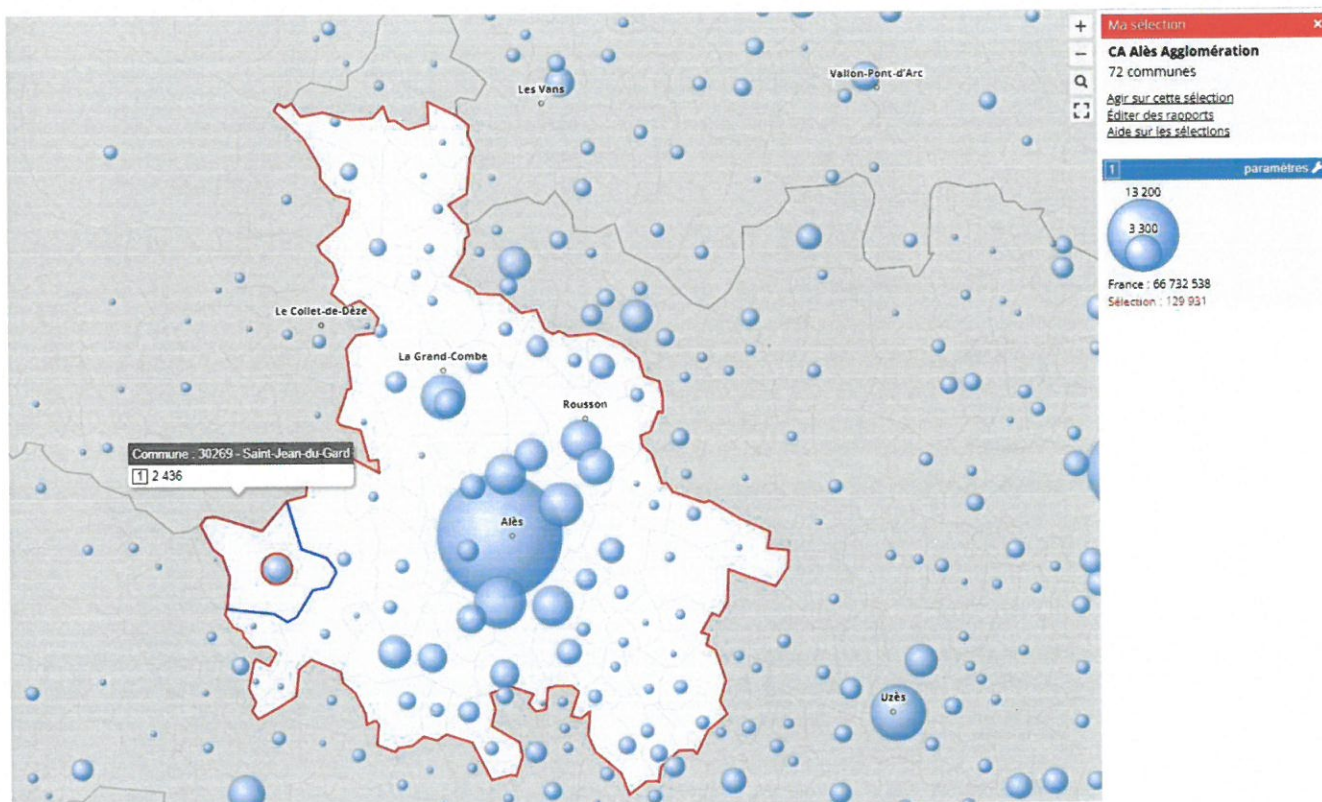 Les Vans
Vallon-Pont-d'Arc
Le Collet-de-Dèze
La Grand-Combe
Rousson
Commune : 30269 - Saint-Jean-du-Gard
1 2 436
Alès
Uzès
+
−
Ma sélection ×
CA Alès Agglomération
72 communes
Agir sur cette sélection
Éditer des rapports
Aide sur les sélections
1 paramètres
13 200
3 300
France : 66 732 538
Sélection : 129 931